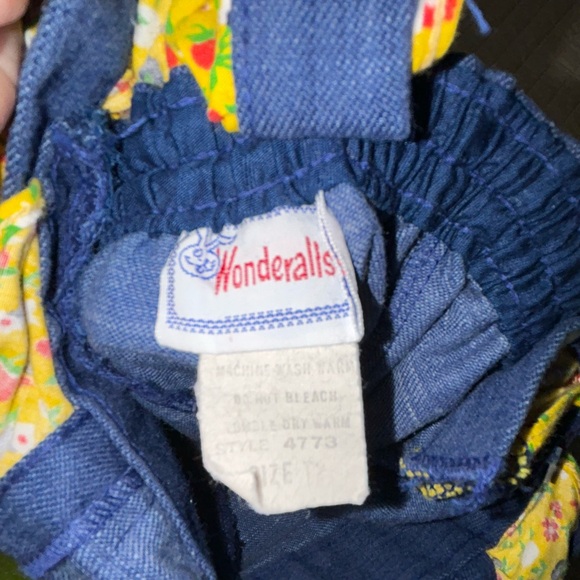 Wonderalls
MACHINE WASH WARM
DO NOT BLEACH
TUMBLE DRY WARM
STYLE 4773
SIZE